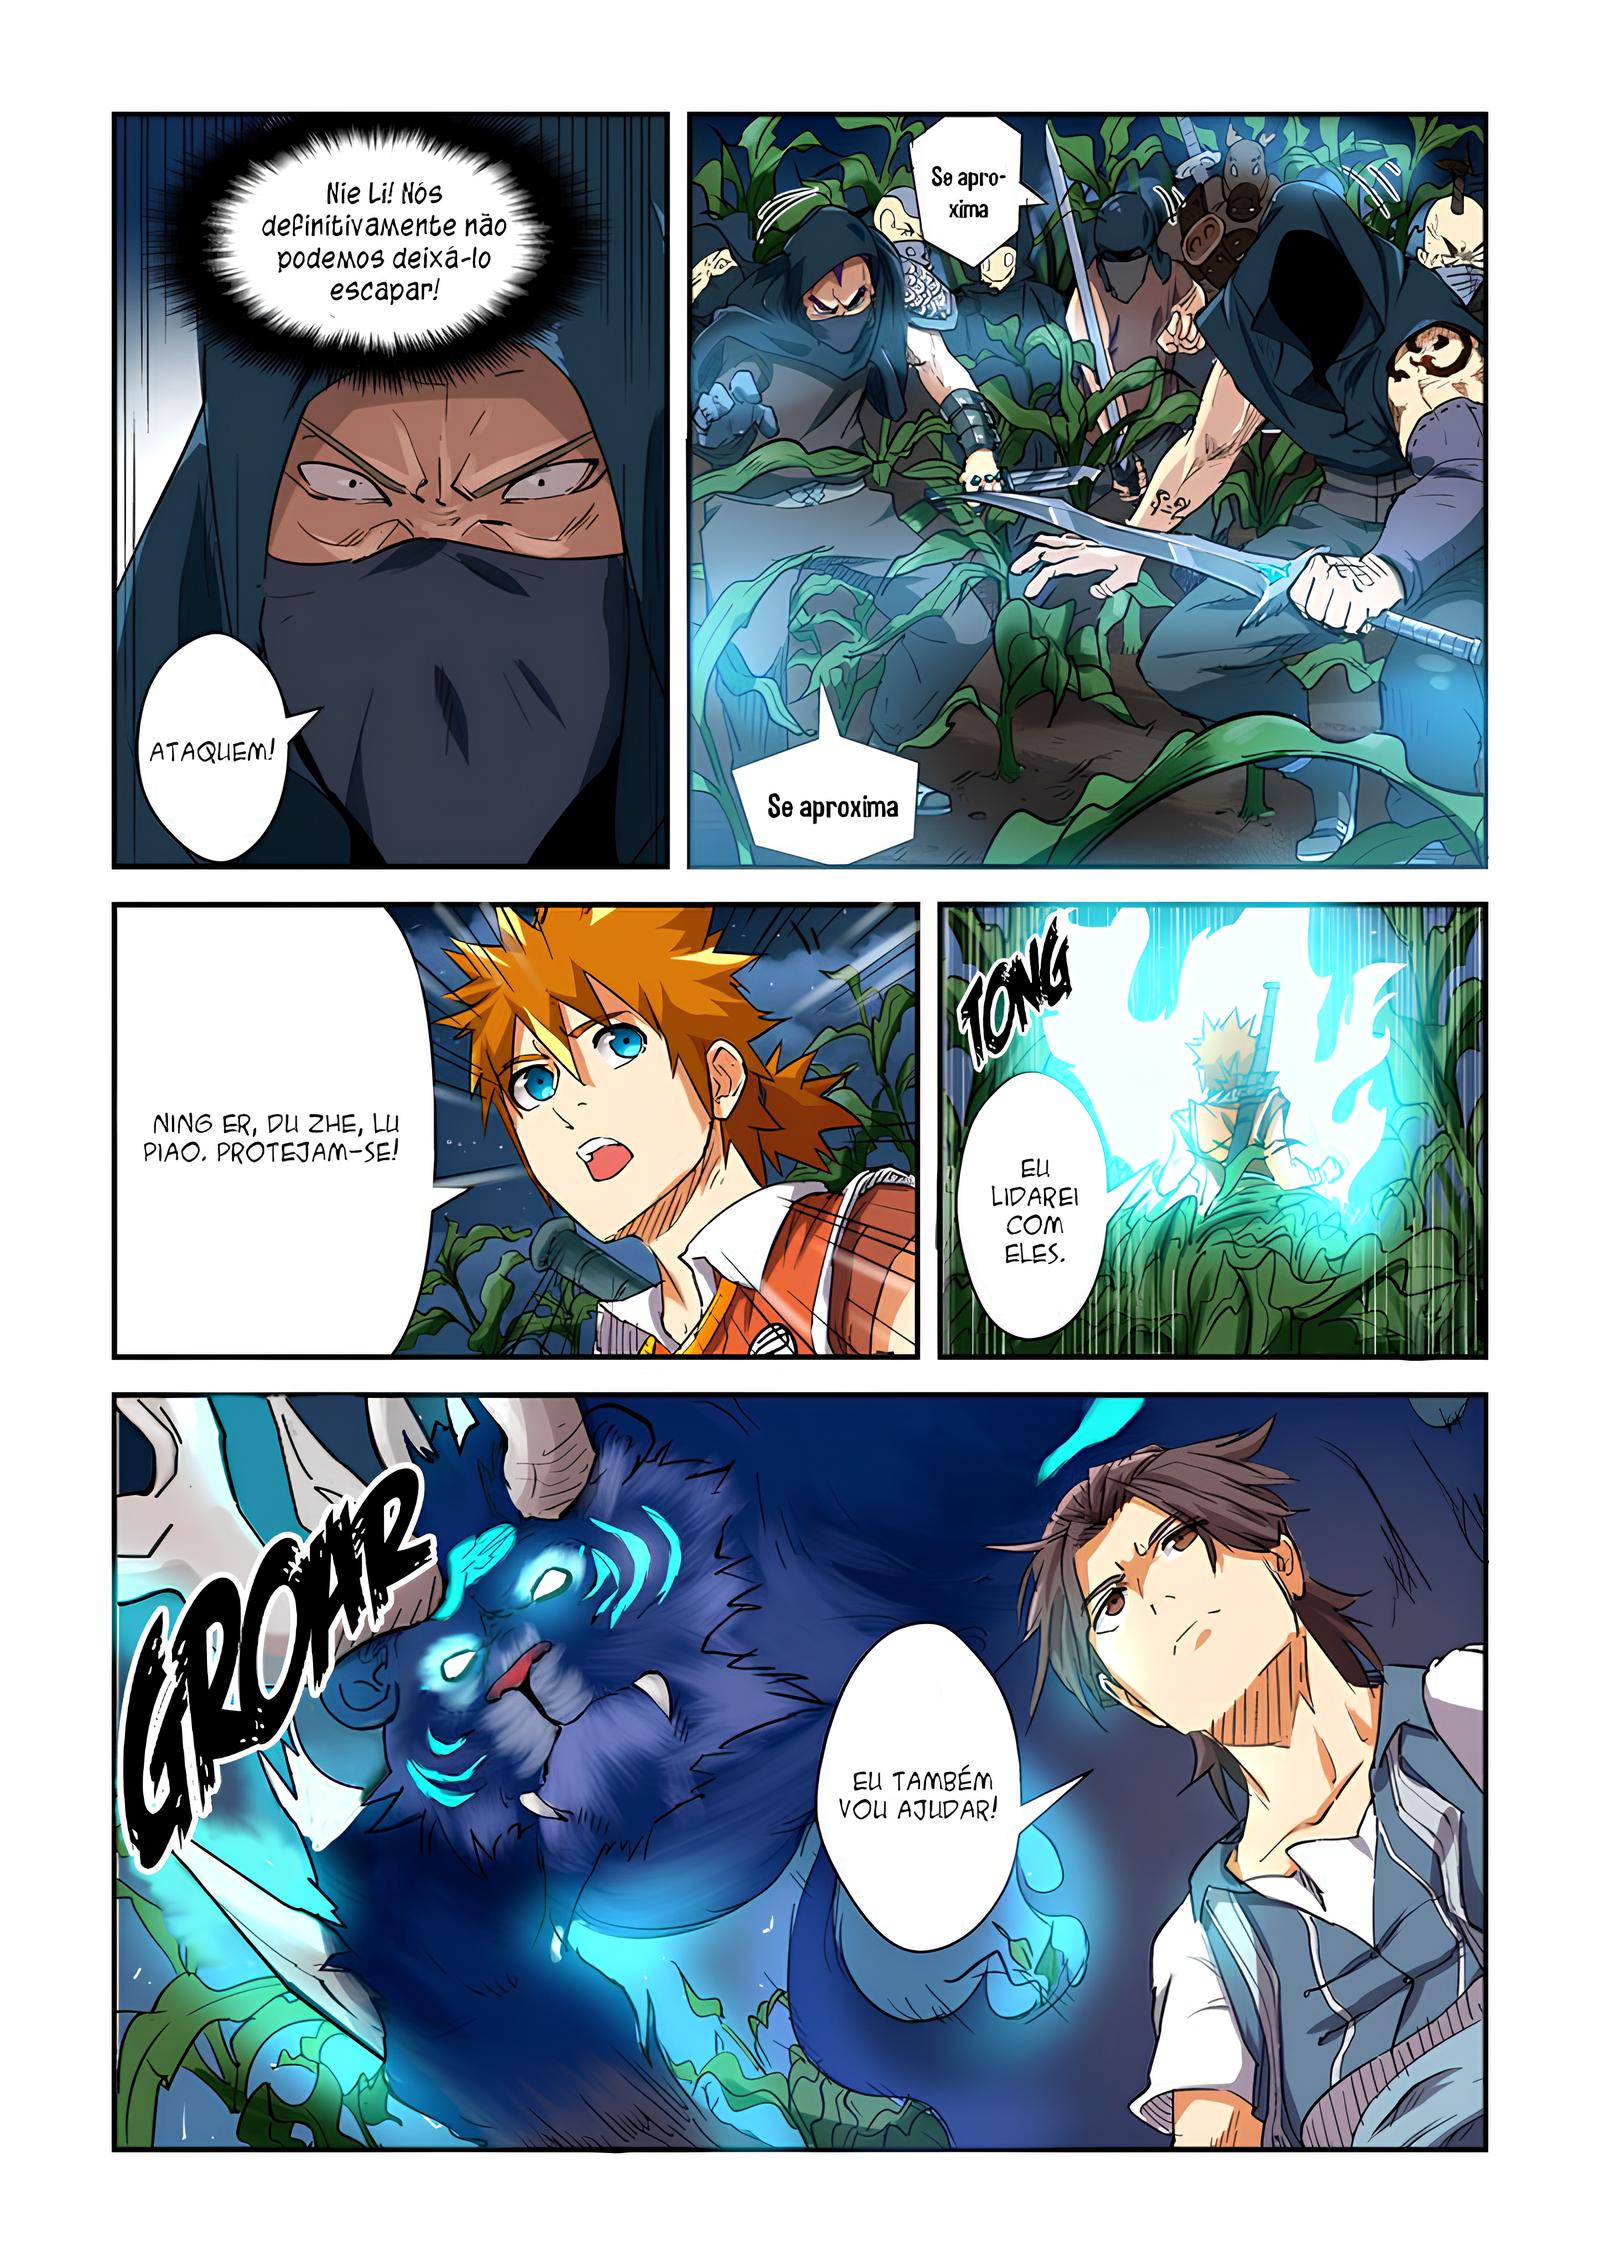 Nie Li! Nós
definitivamente não
podemos deixá-lo
escapar!
ATAQUEM!
Se apro-
xima
Se aproxima
NING ER, DU ZHE, LU
PIAO. PROTEJAM-SE!
TONG
EU
LIDAREI
COM
ELES.
GROAR
EU TAMBÉM
VOU AJUDAR!